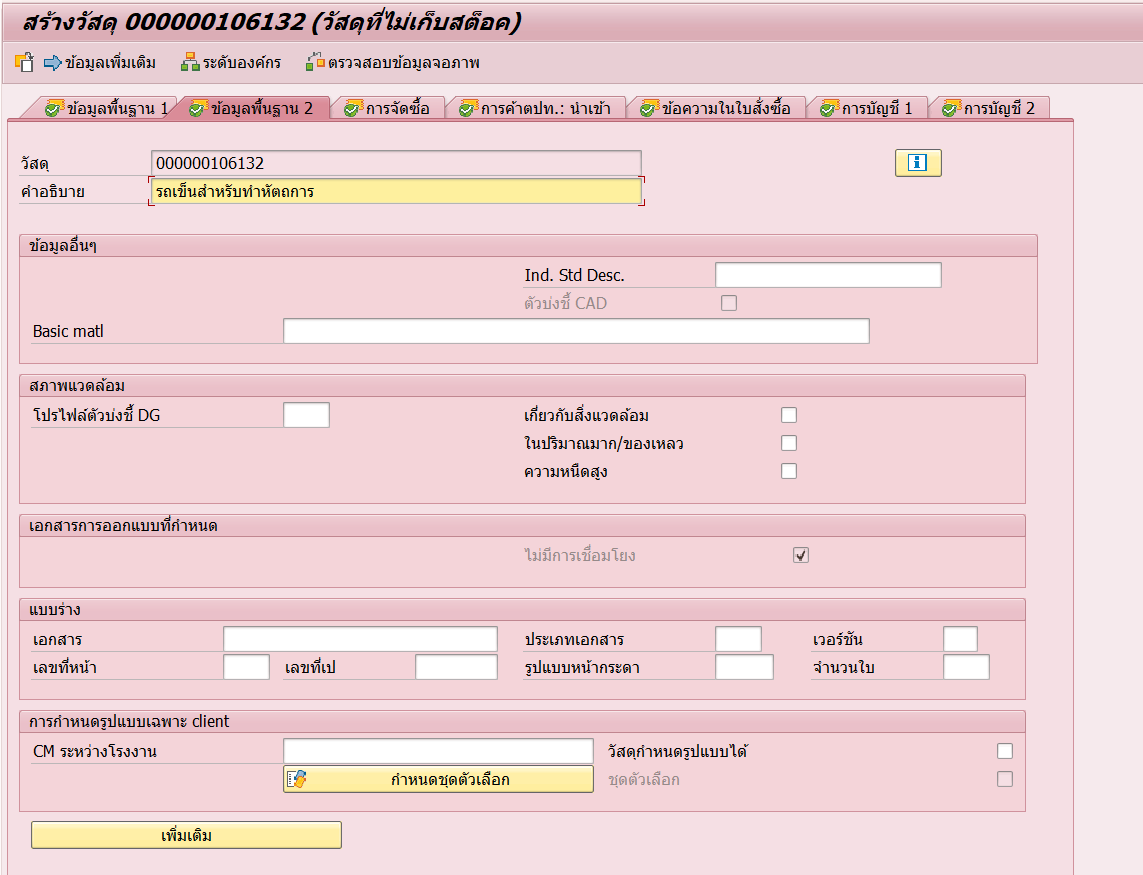 สร้างวัสดุ 000000106132 (วัสดุที่ไม่เก็บสต็อค)
ข้อมูลเพิ่มเติม ระดับองค์กร ตรวจสอบข้อมูลจอภาพ
ข้อมูลพื้นฐาน 1 ข้อมูลพื้นฐาน 2 การจัดซื้อ การค้าตปท.: นำเข้า ข้อความในใบสั่งซื้อ การบัญชี 1 การบัญชี 2
วัสดุ 000000106132
คำอธิบาย รถเข็นสำหรับทำหัตถการ
ข้อมูลอื่นๆ
Ind. Std Desc.
ตัวบ่งชี้ CAD
Basic matl
สภาพแวดล้อม
โปรไฟล์ตัวบ่งชี้ DG เกี่ยวกับสิ่งแวดล้อม
ในปริมาณมาก/ของเหลว
ความหนืดสูง
เอกสารการออกแบบที่กำหนด
ไม่มีการเชื่อมโยง
แบบร่าง
เอกสาร ประเภทเอกสาร เวอร์ชัน
เลขที่หน้า เลขที่เป รูปแบบหน้ากระดา จำนวนใบ
การกำหนดรูปแบบเฉพาะ client
CM ระหว่างโรงงาน วัสดุกำหนดรูปแบบได้
กำหนดชุดตัวเลือก ชุดตัวเลือก
เพิ่มเติม